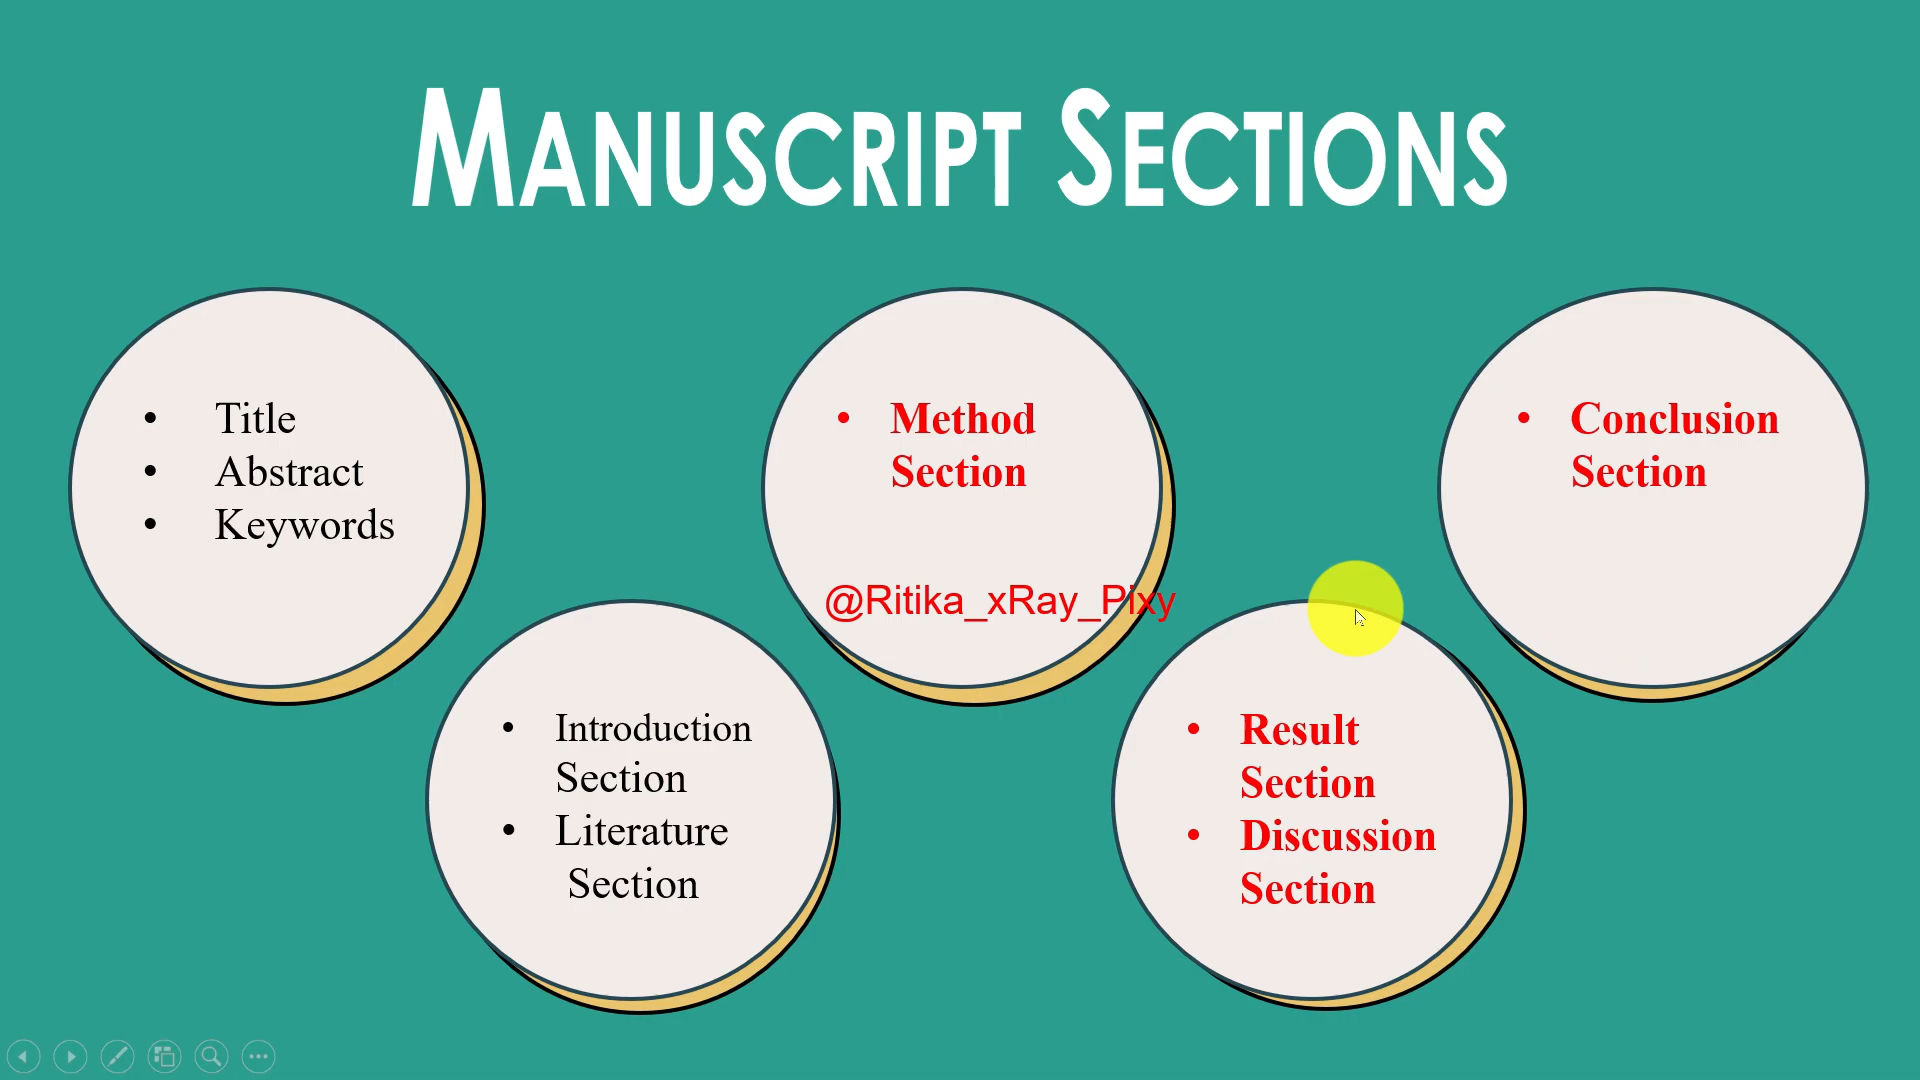 MANUSCRIPT SECTIONS
• Title
• Abstract
• Keywords
• Introduction
Section
• Literature
Section
• Method
Section
@Ritika_xRay_Pixy
• Result
Section
• Discussion
Section
• Conclusion
Section